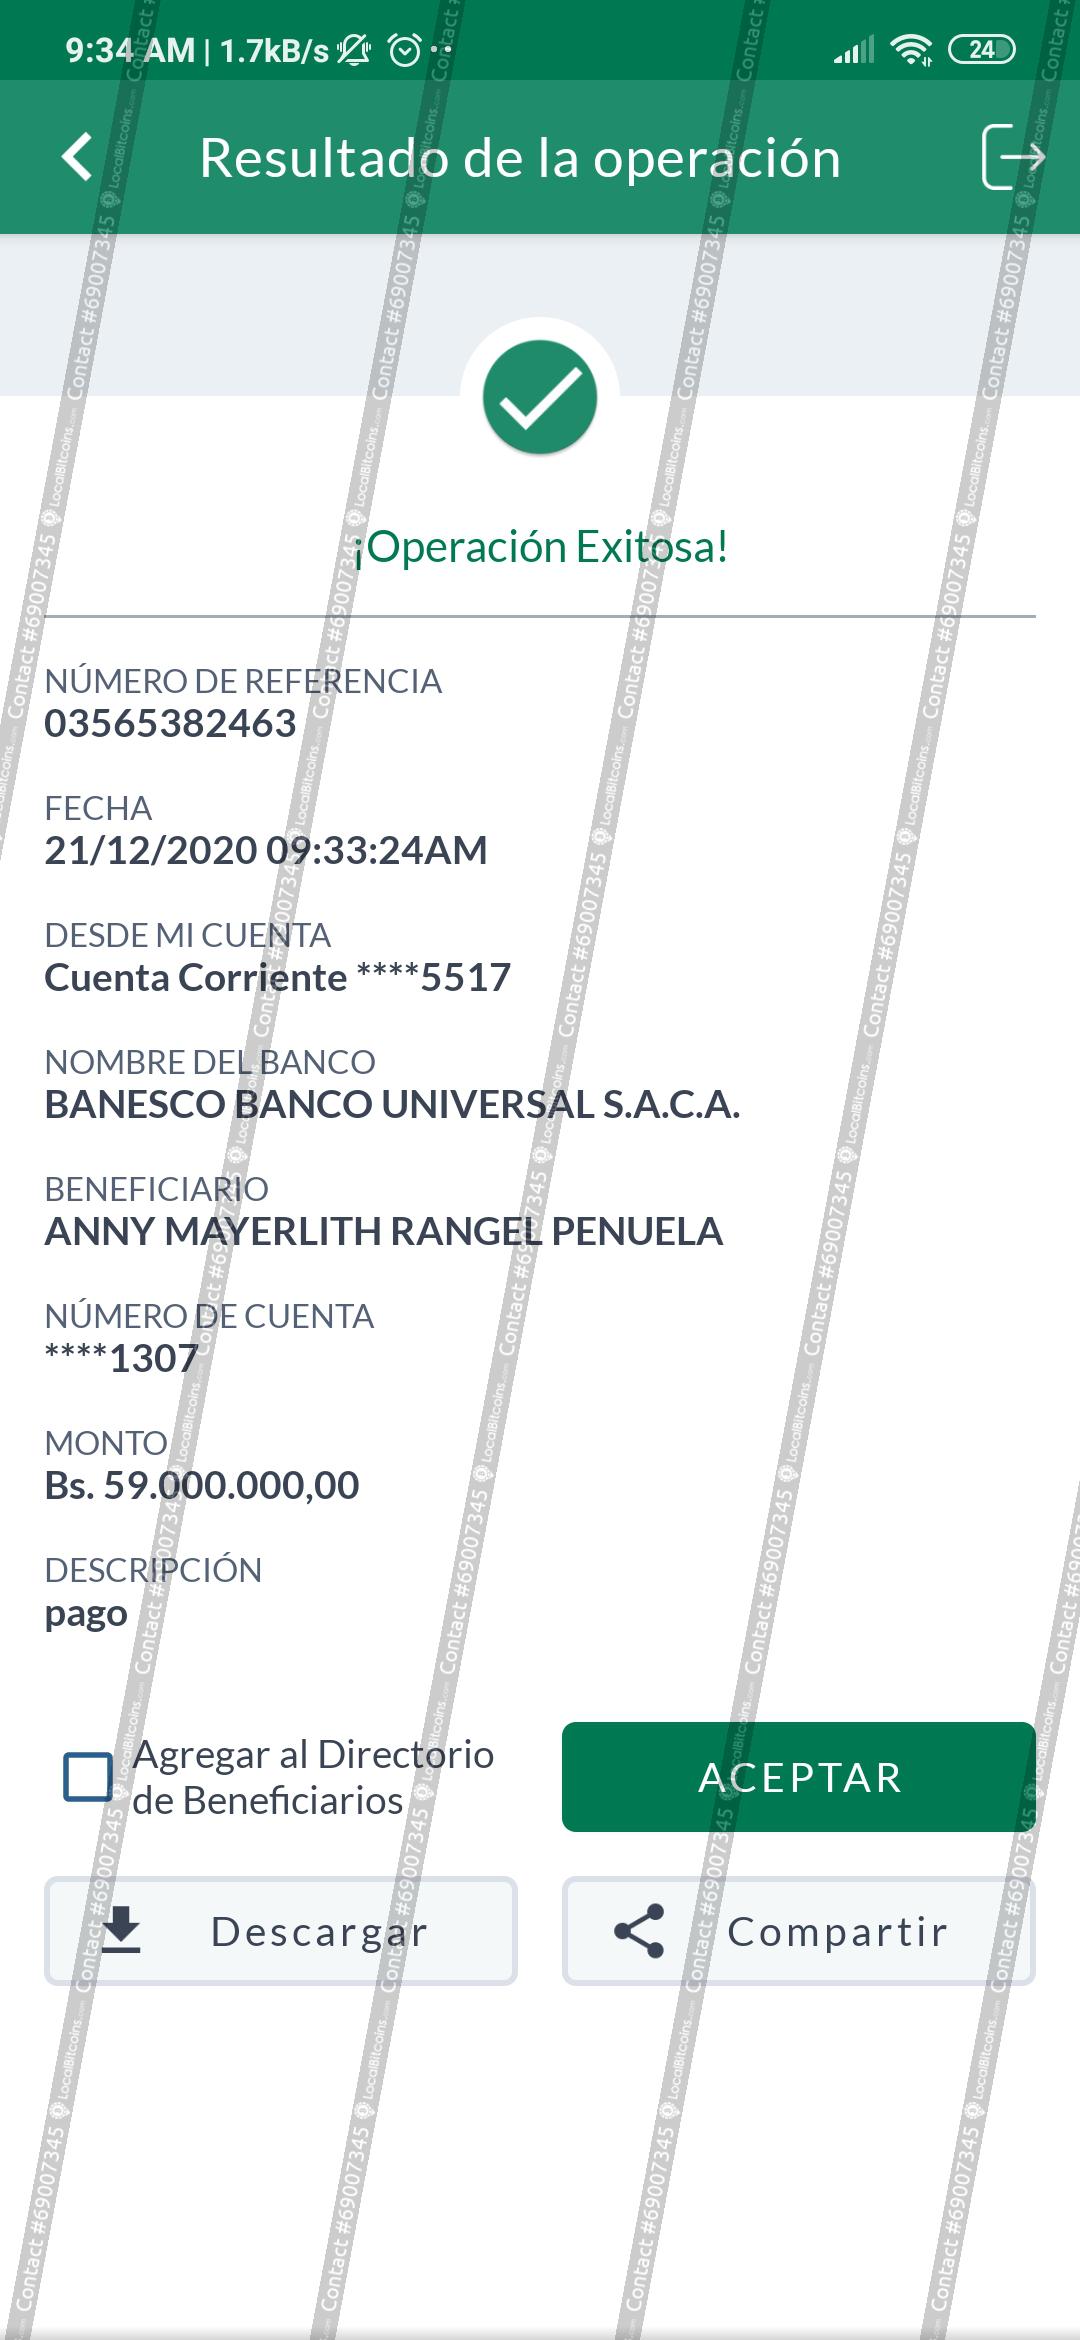 9:34 AM | 1.7kB/s
24
Resultado de la operación
¡Operación Exitosa!
NÚMERO DE REFERENCIA
03565382463
FECHA
21/12/2020 09:33:24AM
DESDE MI CUENTA
Cuenta Corriente ****5517
NOMBRE DEL BANCO
BANESCO BANCO UNIVERSAL S.A.C.A.
BENEFICIARIO
ANNY MAYERLITH RANGEL PENUELA
NÚMERO DE CUENTA
****1307
MONTO
Bs. 59.000.000,00
DESCRIPCIÓN
pago
Agregar al Directorio
de Beneficiarios
ACEPTAR
Descargar
Compartir
Contact #69007345 LocalBitcoins.com